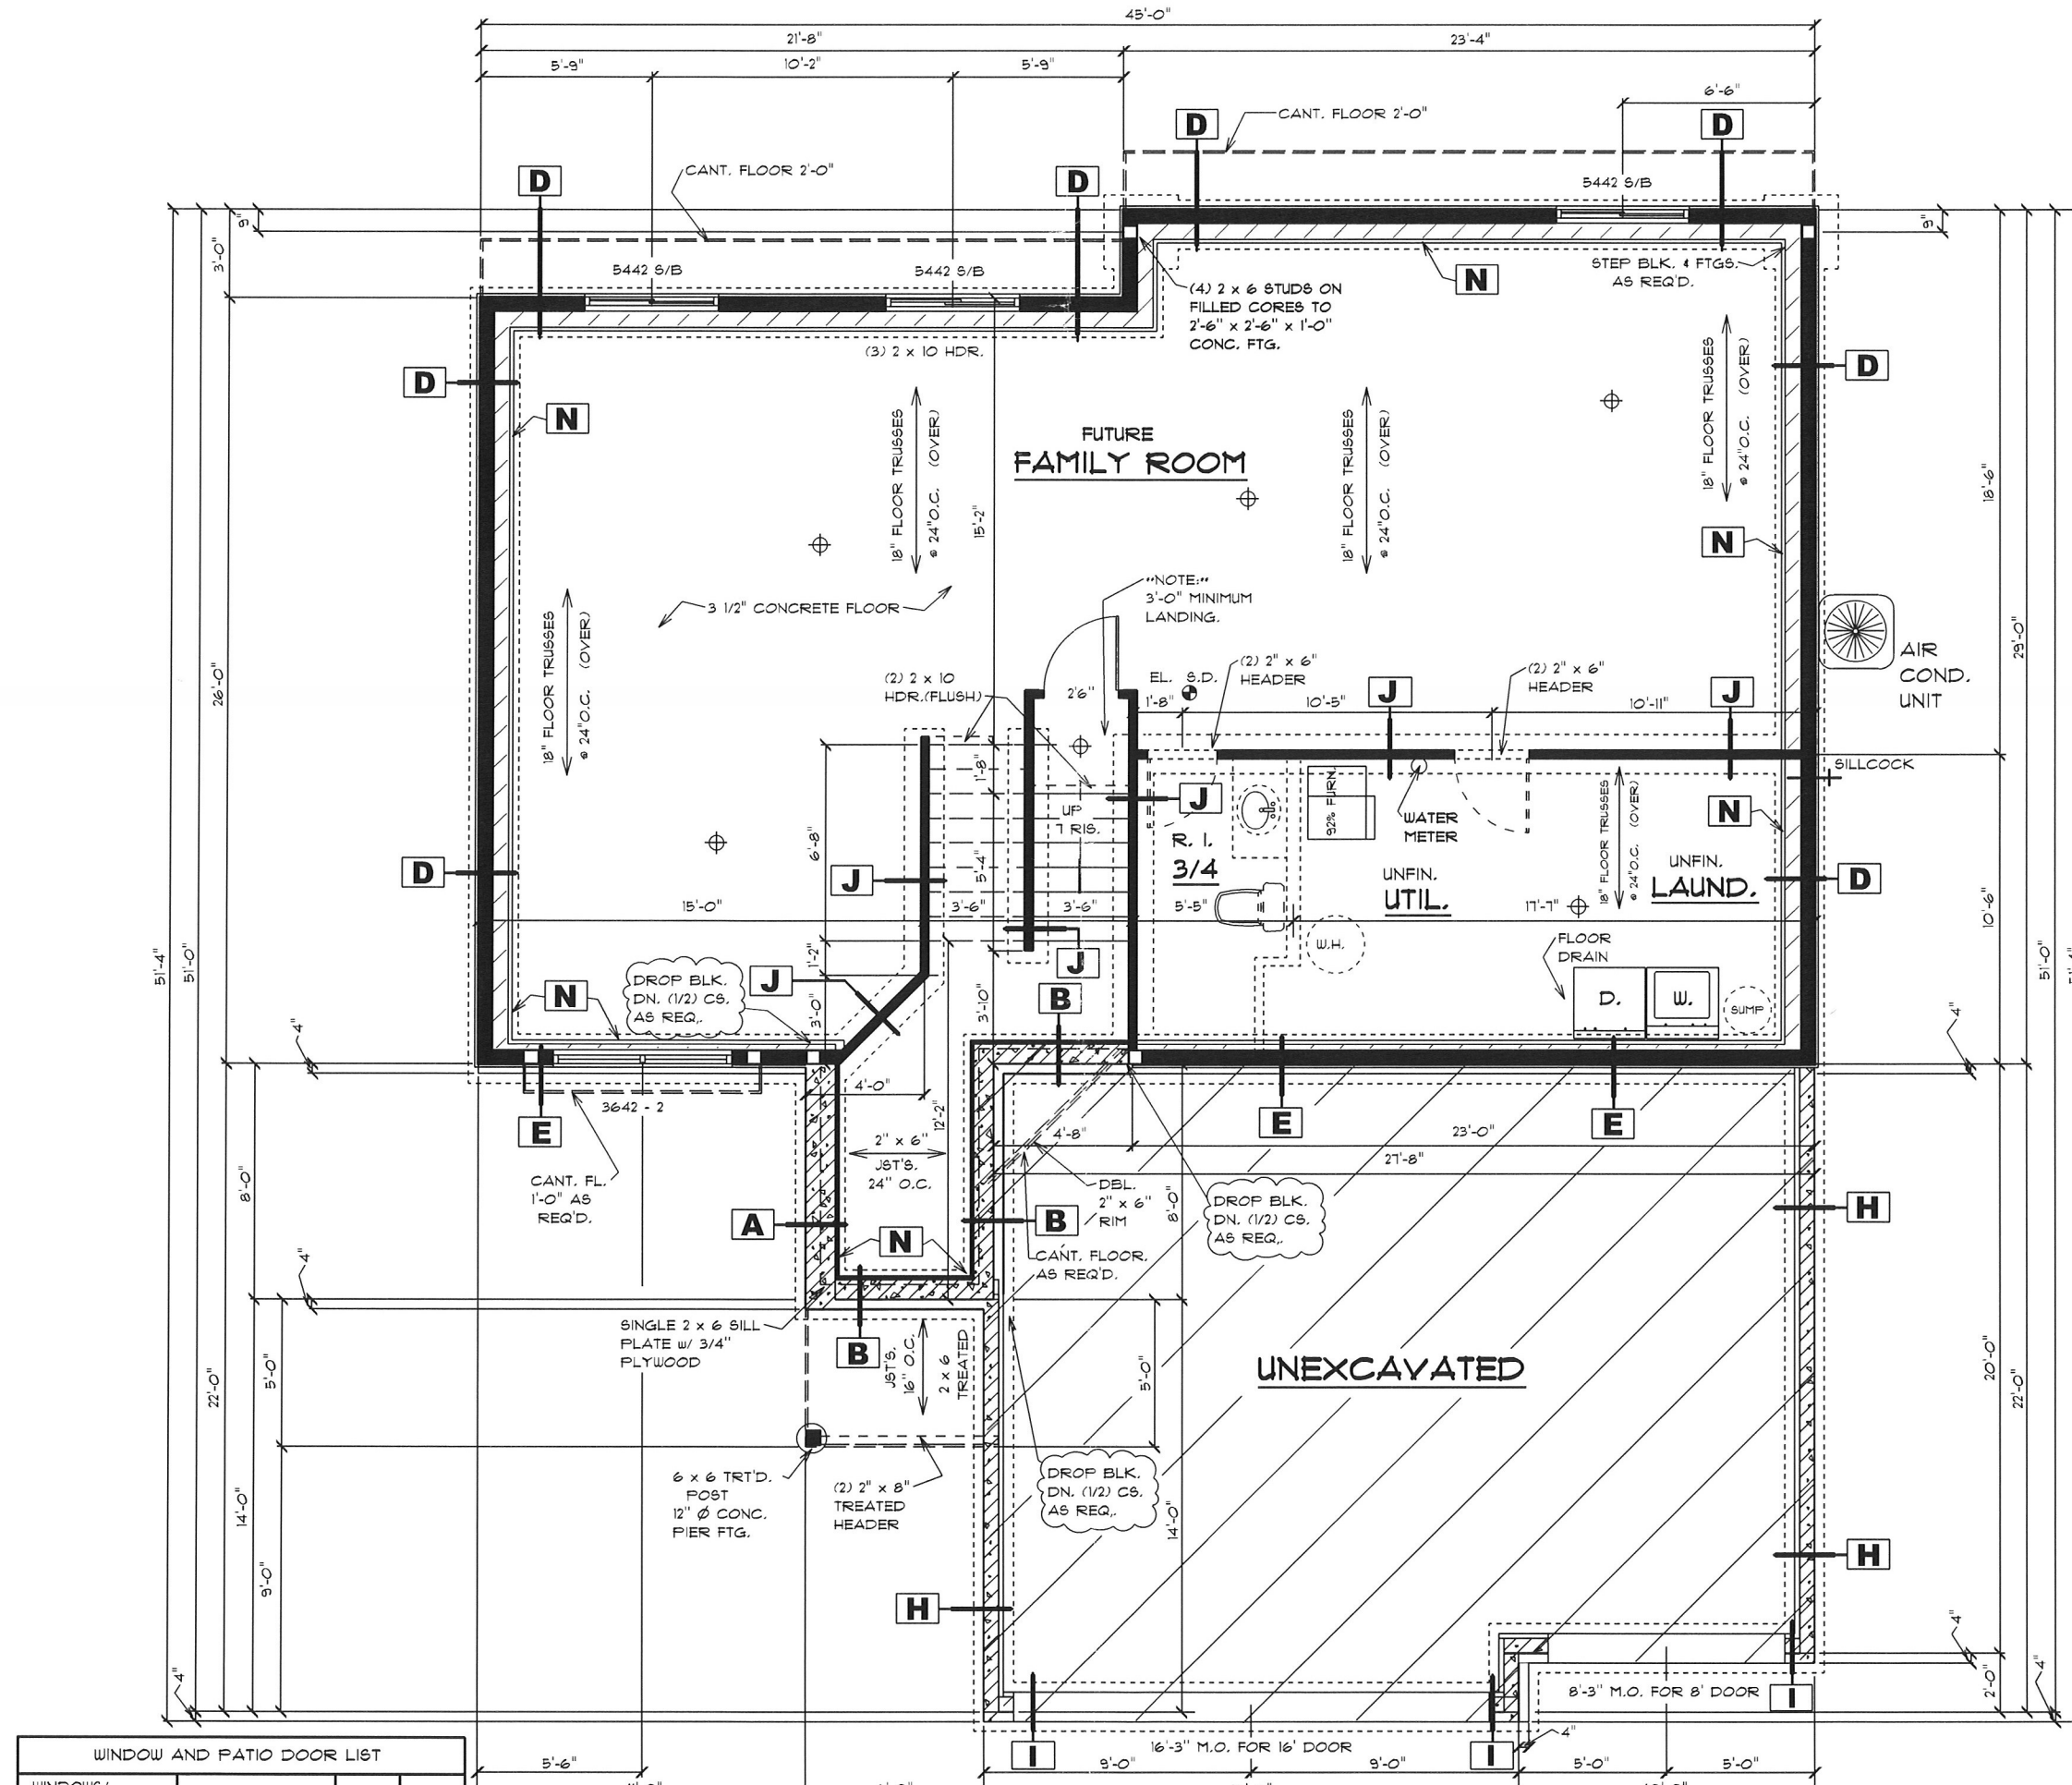 45'-0"
21'-8"
23'-4"
5'-9"
10'-2"
5'-9"
6'-6"
D
CANT. FLOOR 2'-0"
D
D
CANT. FLOOR 2'-0"
D
5442 S/B
9"
9"
3'-0"
5442 S/B
5442 S/B
N
STEP BLK. & FTGS.
AS REQ'D.
(4) 2 x 6 STUDS ON
FILLED CORES TO
2'-6" x 2'-6" x 1'-0"
CONC. FTG.
(3) 2 x 10 HDR.
D
D
N
18" FLOOR TRUSSES
@ 24"O.C. (OVER)
18" FLOOR TRUSSES
@ 24"O.C. (OVER)
18" FLOOR TRUSSES
@ 24"O.C. (OVER)
FUTURE
FAMILY ROOM
18'-6"
15'-2"
N
"NOTE:"
3'-0" MINIMUM
LANDING.
3 1/2" CONCRETE FLOOR
18" FLOOR TRUSSES
@ 24"O.C. (OVER)
26'-0"
29'-0"
AIR
COND.
UNIT
(2) 2 x 10
HDR.(FLUSH)
2'6"
EL. S.D.
(2) 2" x 6"
HEADER
(2) 2" x 6"
HEADER
J
J
1'-8"
10'-5"
10'-11"
SILLCOCK
1'-8"
J
UP
7 RIS.
92% FURN.
WATER
METER
18" FLOOR TRUSSES
@ 24"O.C. (OVER)
N
6'-8"
5'-4"
R. I.
3/4
UNFIN.
UTIL.
UNFIN.
LAUND.
D
D
J
15'-0"
3'-6"
3'-6"
5'-5"
17'-7"
10'-6"
W.H.
FLOOR
DRAIN
J
51'-4"
51'-0"
51'-0"
1'-2"
DROP BLK.
DN. (1/2) CS.
AS REQ,.
J
N
B
D.
W.
SUMP
3'-0"
3'-10"
4"
4"
4'-0"
3642 - 2
E
E
E
12'-2"
4'-8"
23'-0"
27'-8"
2" x 6"
JST'S.
24" O.C.
CANT. FL.
1'-0" AS
REQ'D.
8'-0"
DBL.
2" x 6"
RIM
8'-0"
DROP BLK.
DN. (1/2) CS.
AS REQ,.
H
A
B
N
CANT. FLOOR.
AS REQ'D.
4"
SINGLE 2 x 6 SILL
PLATE w/ 3/4"
PLYWOOD
B
JST'S.
16" O.C.
2 x 6
TREATED
5'-0"
5'-0"
UNEXCAVATED
22'-0"
20'-0"
22'-0"
6 x 6 TRT'D.
POST
12" Ø CONC.
PIER FTG.
(2) 2" x 8"
TREATED
HEADER
DROP BLK.
DN. (1/2) CS.
AS REQ,.
14'-0"
14'-0"
9'-0"
H
H
4"
4"
4"
2'-0"
8'-3" M.O. FOR 8' DOOR
I
4"
16'-3" M.O. FOR 16' DOOR
I
I
WINDOW AND PATIO DOOR LIST
5'-6"
9'-0"
9'-0"
5'-0"
5'-0"